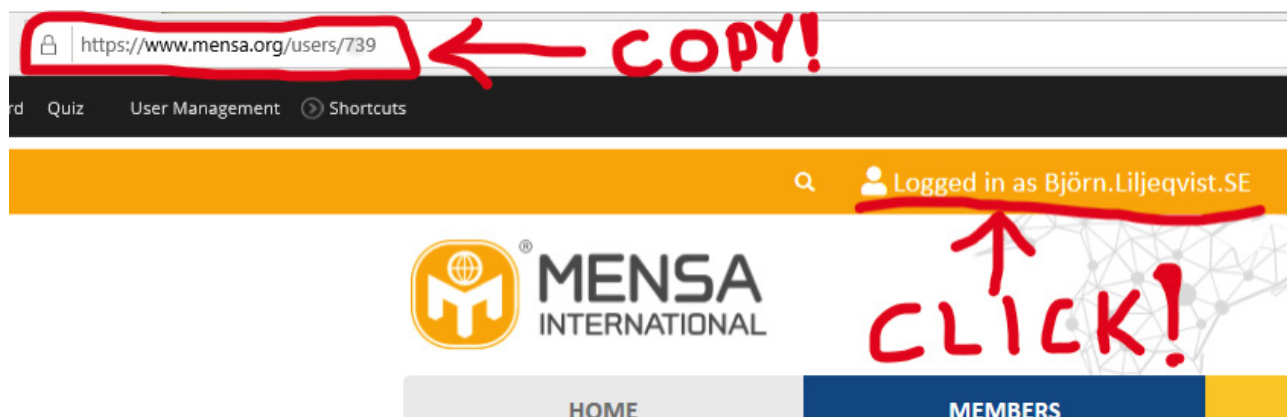 https://www.mensa.org/users/739
COPY!
rd Quiz User Management Shortcuts
Logged in as Björn.Liljeqvist.SE
® MENSA
INTERNATIONAL
CLICK!
HOME MEMBERS